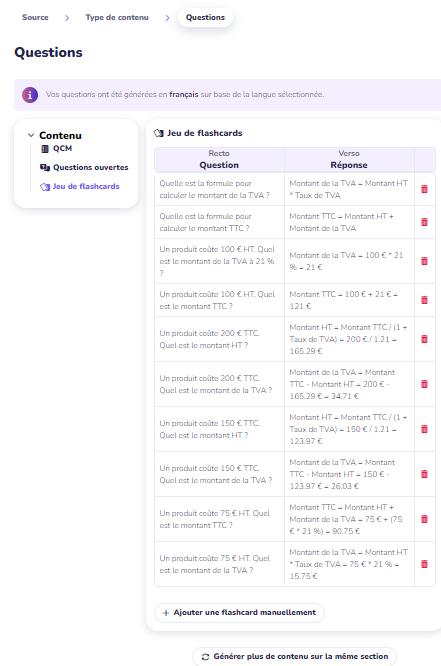 Source > Type de contenu > Questions
Questions
Vos questions ont été générées en français sur base de la langue sélectionnée.
Contenu
QCM
Questions ouvertes
Jeu de flashcards
Jeu de flashcards
Recto
Question
Verso
Réponse
Quelle est la formule pour
calculer le montant de la TVA ?
Montant de la TVA = Montant HT
* Taux de TVA
Quelle est la formule pour
calculer le montant TTC ?
Montant TTC = Montant HT +
Montant de la TVA
Un produit coûte 100 € HT. Quel
est le montant de la TVA à 21 %
?
Montant de la TVA = 100 € * 21
% = 21 €
Un produit coûte 100 € HT. Quel
est le montant TTC ?
Montant TTC = 100 € + 21 € =
121 €
Un produit coûte 200 € TTC.
Quel est le montant HT ?
Montant HT = Montant TTC / (1 +
Taux de TVA) = 200 € / 1.21 =
165.29 €
Un produit coûte 200 € TTC.
Quel est le montant de la TVA ?
Montant de la TVA = Montant
TTC - Montant HT = 200 € -
165.29 € = 34.71 €
Un produit coûte 150 € TTC.
Quel est le montant HT ?
Montant HT = Montant TTC / (1 +
Taux de TVA) = 150 € / 1.21 =
123.97 €
Un produit coûte 150 € TTC.
Quel est le montant de la TVA ?
Montant de la TVA = Montant
TTC - Montant HT = 150 € -
123.97 € = 26.03 €
Un produit coûte 75 € HT. Quel
est le montant TTC ?
Montant TTC = Montant HT +
Montant de la TVA = 75 € + (75
€ * 21 %) = 90.75 €
Un produit coûte 75 € HT. Quel
est le montant de la TVA ?
Montant de la TVA = Montant HT
* Taux de TVA = 75 € * 21 % =
15.75 €
+ Ajouter une flashcard manuellement
Générer plus de contenu sur la même section